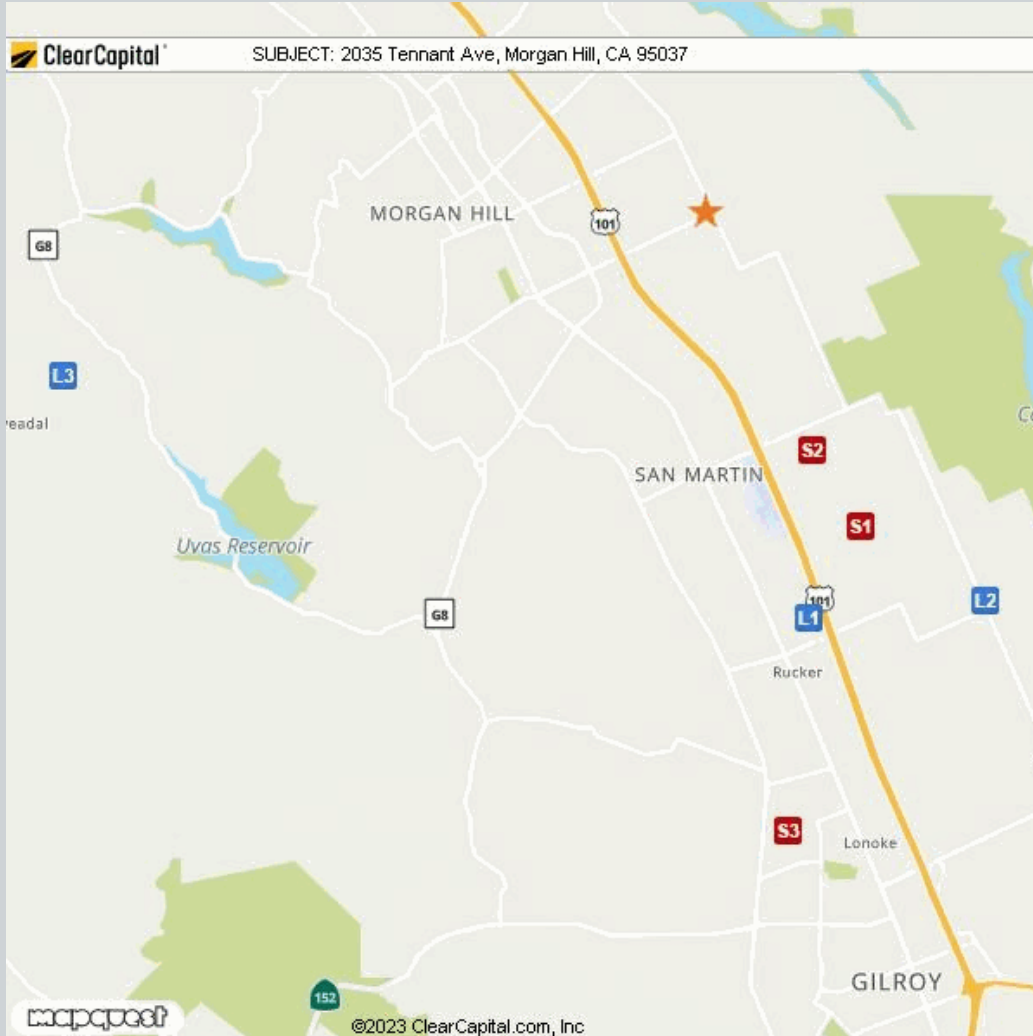 ClearCapital
SUBJECT: 2035 Tennant Ave, Morgan Hill, CA 95037
MORGAN HILL
101
G8
L3
eadal
S2
SAN MARTIN
S1
Uvas Reservoir
101
G8
L1
L2
Rucker
S3
Lonoke
GILROY
152
mapquest
©2023 ClearCapital.com, Inc